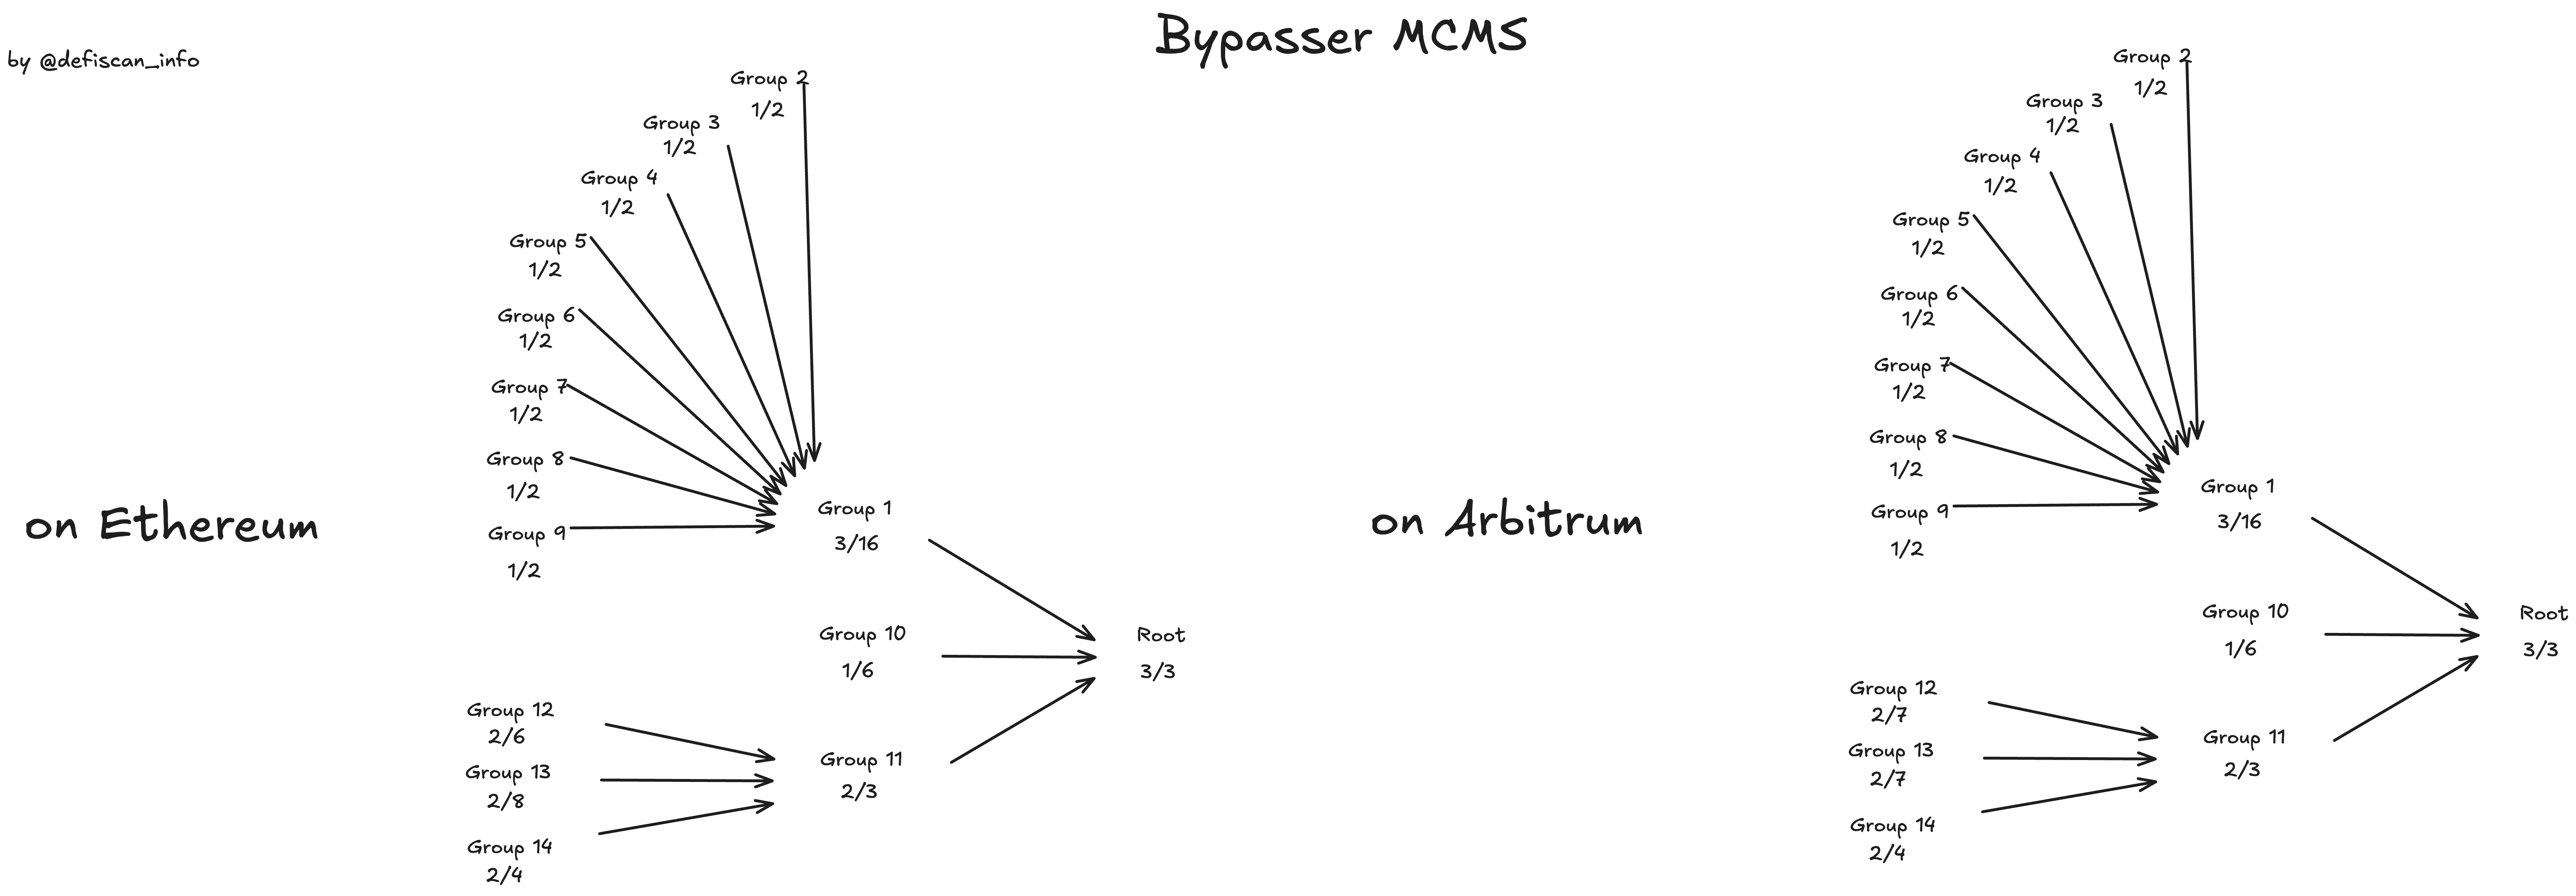 Bypasser MCMS
by @defiscan_info
on Ethereum
Group 2
1/2
Group 3
1/2
Group 4
1/2
Group 5
1/2
Group 6
1/2
Group 7
1/2
Group 8
1/2
Group 9
1/2
Group 1
3/16
Group 10
1/6
Root
3/3
Group 12
2/6
Group 13
2/8
Group 14
2/4
Group 11
2/3
on Arbitrum
Group 2
1/2
Group 3
1/2
Group 4
1/2
Group 5
1/2
Group 6
1/2
Group 7
1/2
Group 8
1/2
Group 9
1/2
Group 1
3/16
Group 10
1/6
Root
3/3
Group 12
2/7
Group 13
2/7
Group 14
2/4
Group 11
2/3